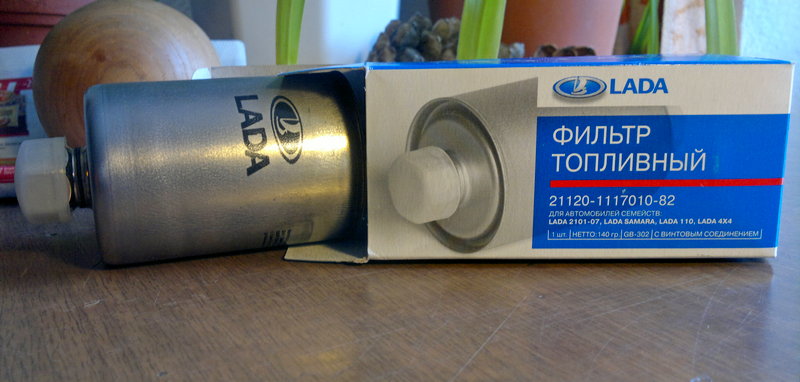 LADA
LADA
ФИЛЬТР
ТОПЛИВНЫЙ
21120-1117010-82
ДЛЯ АВТОМОБИЛЕЙ СЕМЕЙСТВ:
LADA 2101-07, LADA SAMARA, LADA 110, LADA 4X4
1 шт. НЕТТО: 140 гр GB-302 С ВИНТОВЫМ СОЕДИНЕНИЕМ